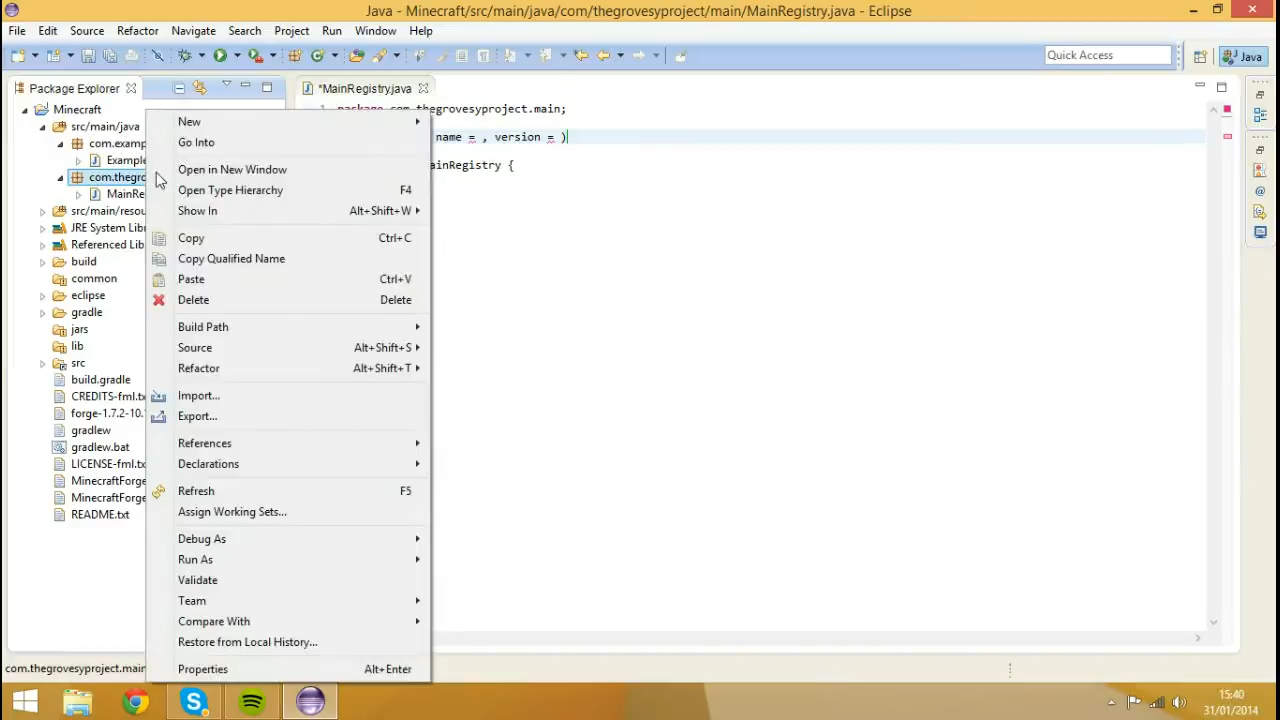 Java - Minecraft/src/main/java/com/thegrovesyproject/main/MainRegistry.java - Eclipse
File Edit Source Refactor Navigate Search Project Run Window Help
Quick Access
Java
Package Explorer
*MainRegistry.java
Minecraft
src/main/java
com.examp
Example
com.thegro
MainRe
src/main/resou
JRE System Lib
Referenced Lib
build
common
eclipse
gradle
jars
lib
src
build.gradle
CREDITS-fml.tx
forge-1.7.2-10.
gradlew
gradlew.bat
LICENSE-fml.tx
MinecraftForge
MinecraftForge
README.txt
New
Go Into
Open in New Window
Open Type Hierarchy F4
Show In Alt+Shift+W
Copy Ctrl+C
Copy Qualified Name
Paste Ctrl+V
Delete Delete
Build Path
Source Alt+Shift+S
Refactor Alt+Shift+T
Import...
Export...
References
Declarations
Refresh F5
Assign Working Sets...
Debug As
Run As
Validate
Team
Compare With
Restore from Local History...
Properties Alt+Enter
package com.thegrovesyproject.main;
name = , version = )
ainRegistry {
com.thegrovesyproject.main
15:40
31/01/2014